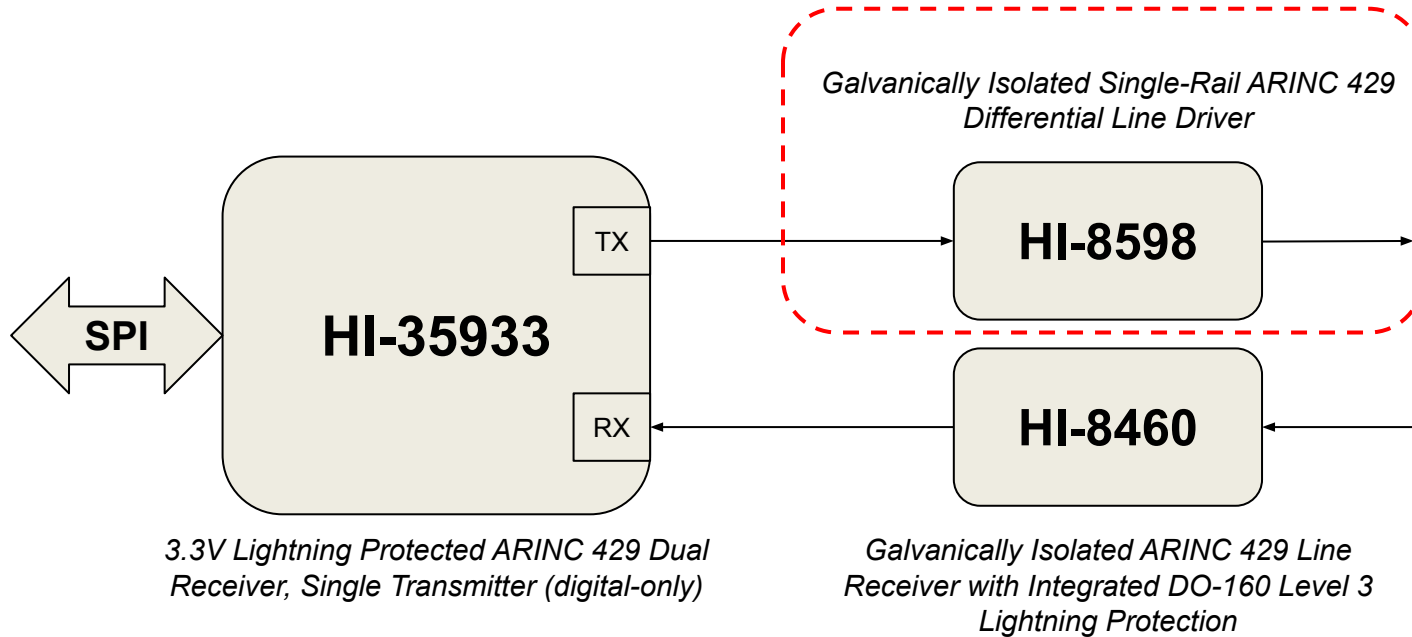 Galvanically Isolated Single-Rail ARINC 429
Differential Line Driver
TX
HI-8598
SPI
HI-35933
RX
HI-8460
3.3V Lightning Protected ARINC 429 Dual
Receiver, Single Transmitter (digital-only)
Galvanically Isolated ARINC 429 Line
Receiver with Integrated DO-160 Level 3
Lightning Protection